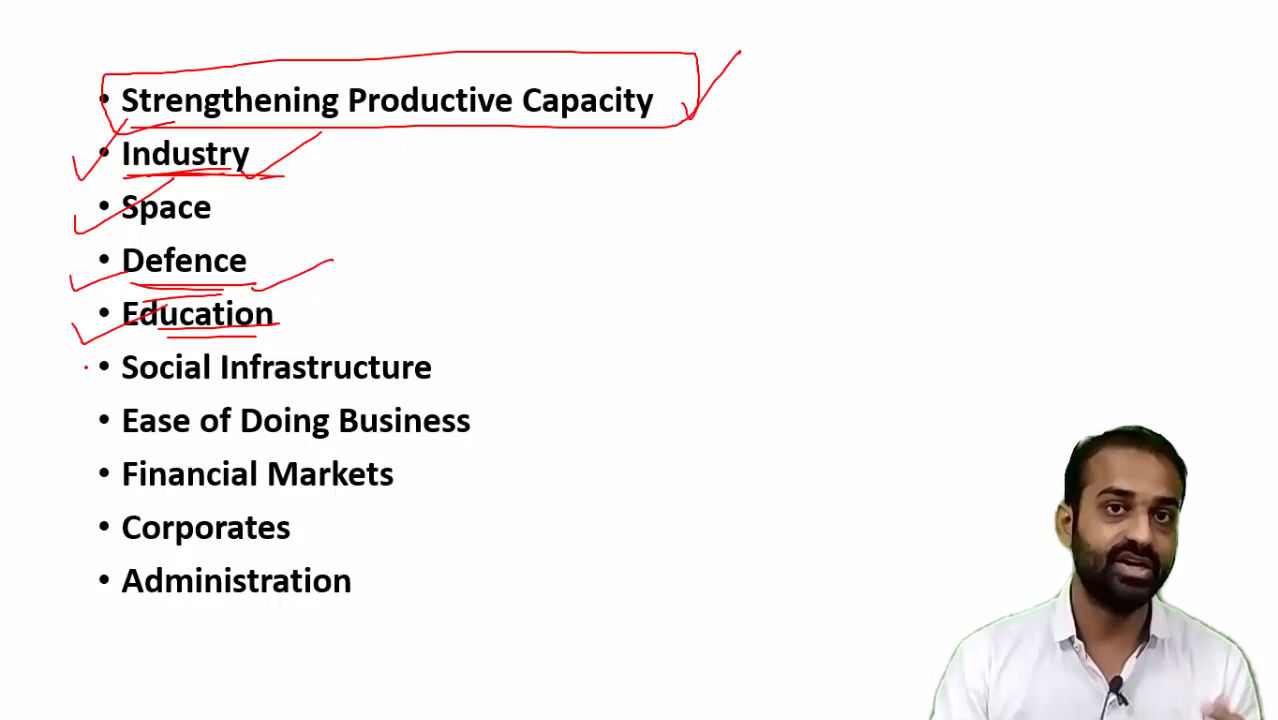 • Strengthening Productive Capacity
• Industry
• Space
• Defence
• Education
• Social Infrastructure
• Ease of Doing Business
• Financial Markets
• Corporates
• Administration